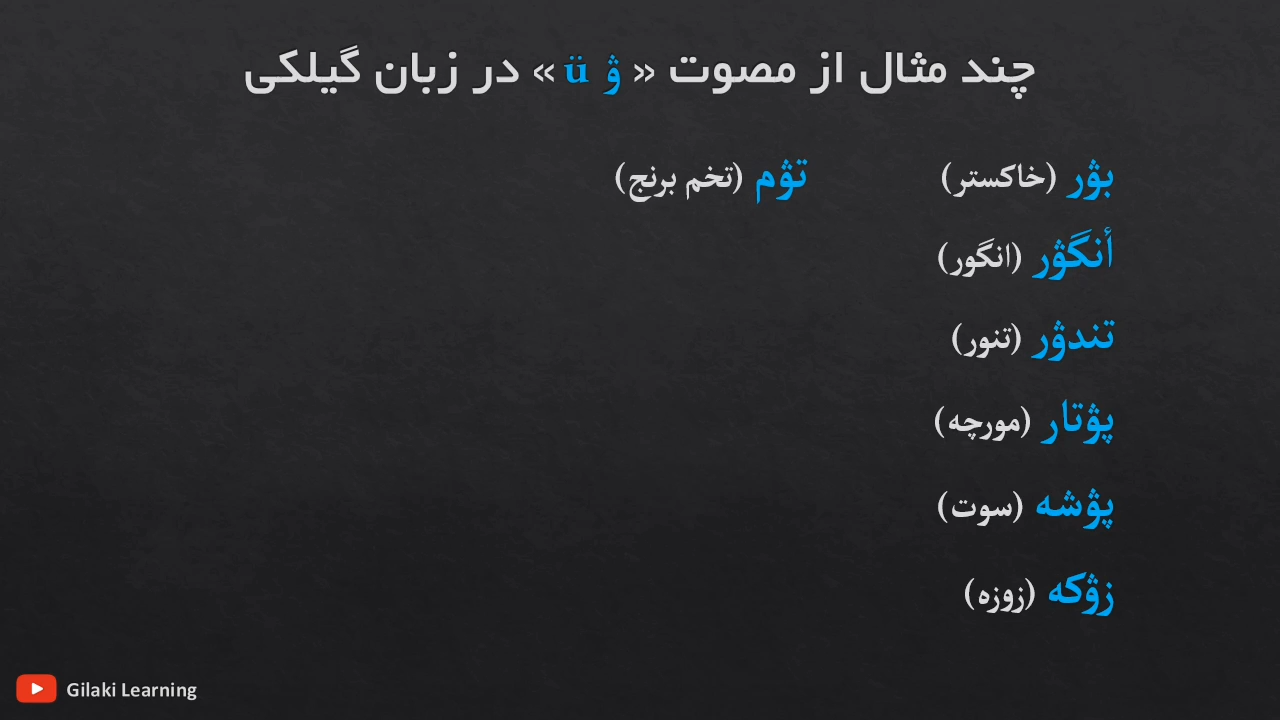 چند مثال از مصوت « ۊ ü » در زبان گیلکی
بۊر (خاکستر) تۊم (تخم برنج)
أنگۊر (انگور)
تندۊر (تنور)
پۊتار (مورچه)
پۊشه (سوت)
زۊکه (زوزه)
Gilaki Learning